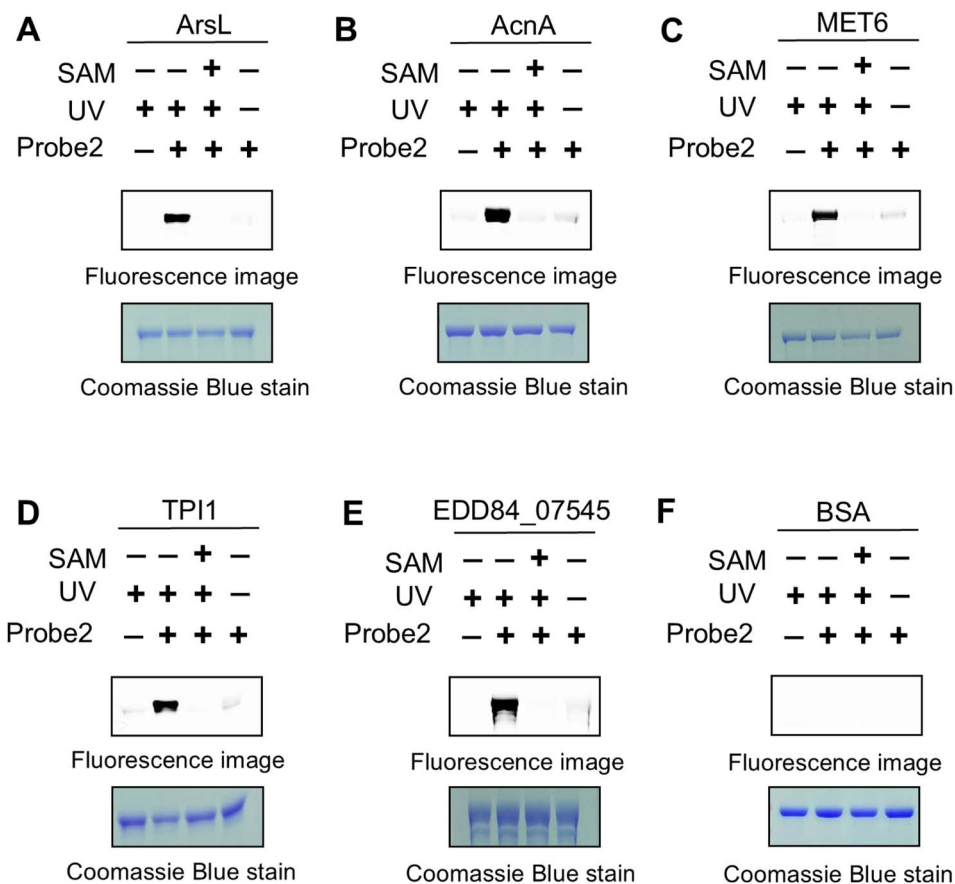 A ArsL
SAM − − + −
UV + + + −
Probe2 − + + +
Fluorescence image
Coomassie Blue stain
B AcnA
SAM − − + −
UV + + + −
Probe2 − + + +
Fluorescence image
Coomassie Blue stain
C MET6
SAM − − + −
UV + + + −
Probe2 − + + +
Fluorescence image
Coomassie Blue stain
D TPI1
SAM − − + −
UV + + + −
Probe2 − + + +
Fluorescence image
Coomassie Blue stain
E EDD84_07545
SAM − − + −
UV + + + −
Probe2 − + + +
Fluorescence image
Coomassie Blue stain
F BSA
SAM − − + −
UV + + + −
Probe2 − + + +
Fluorescence image
Coomassie Blue stain